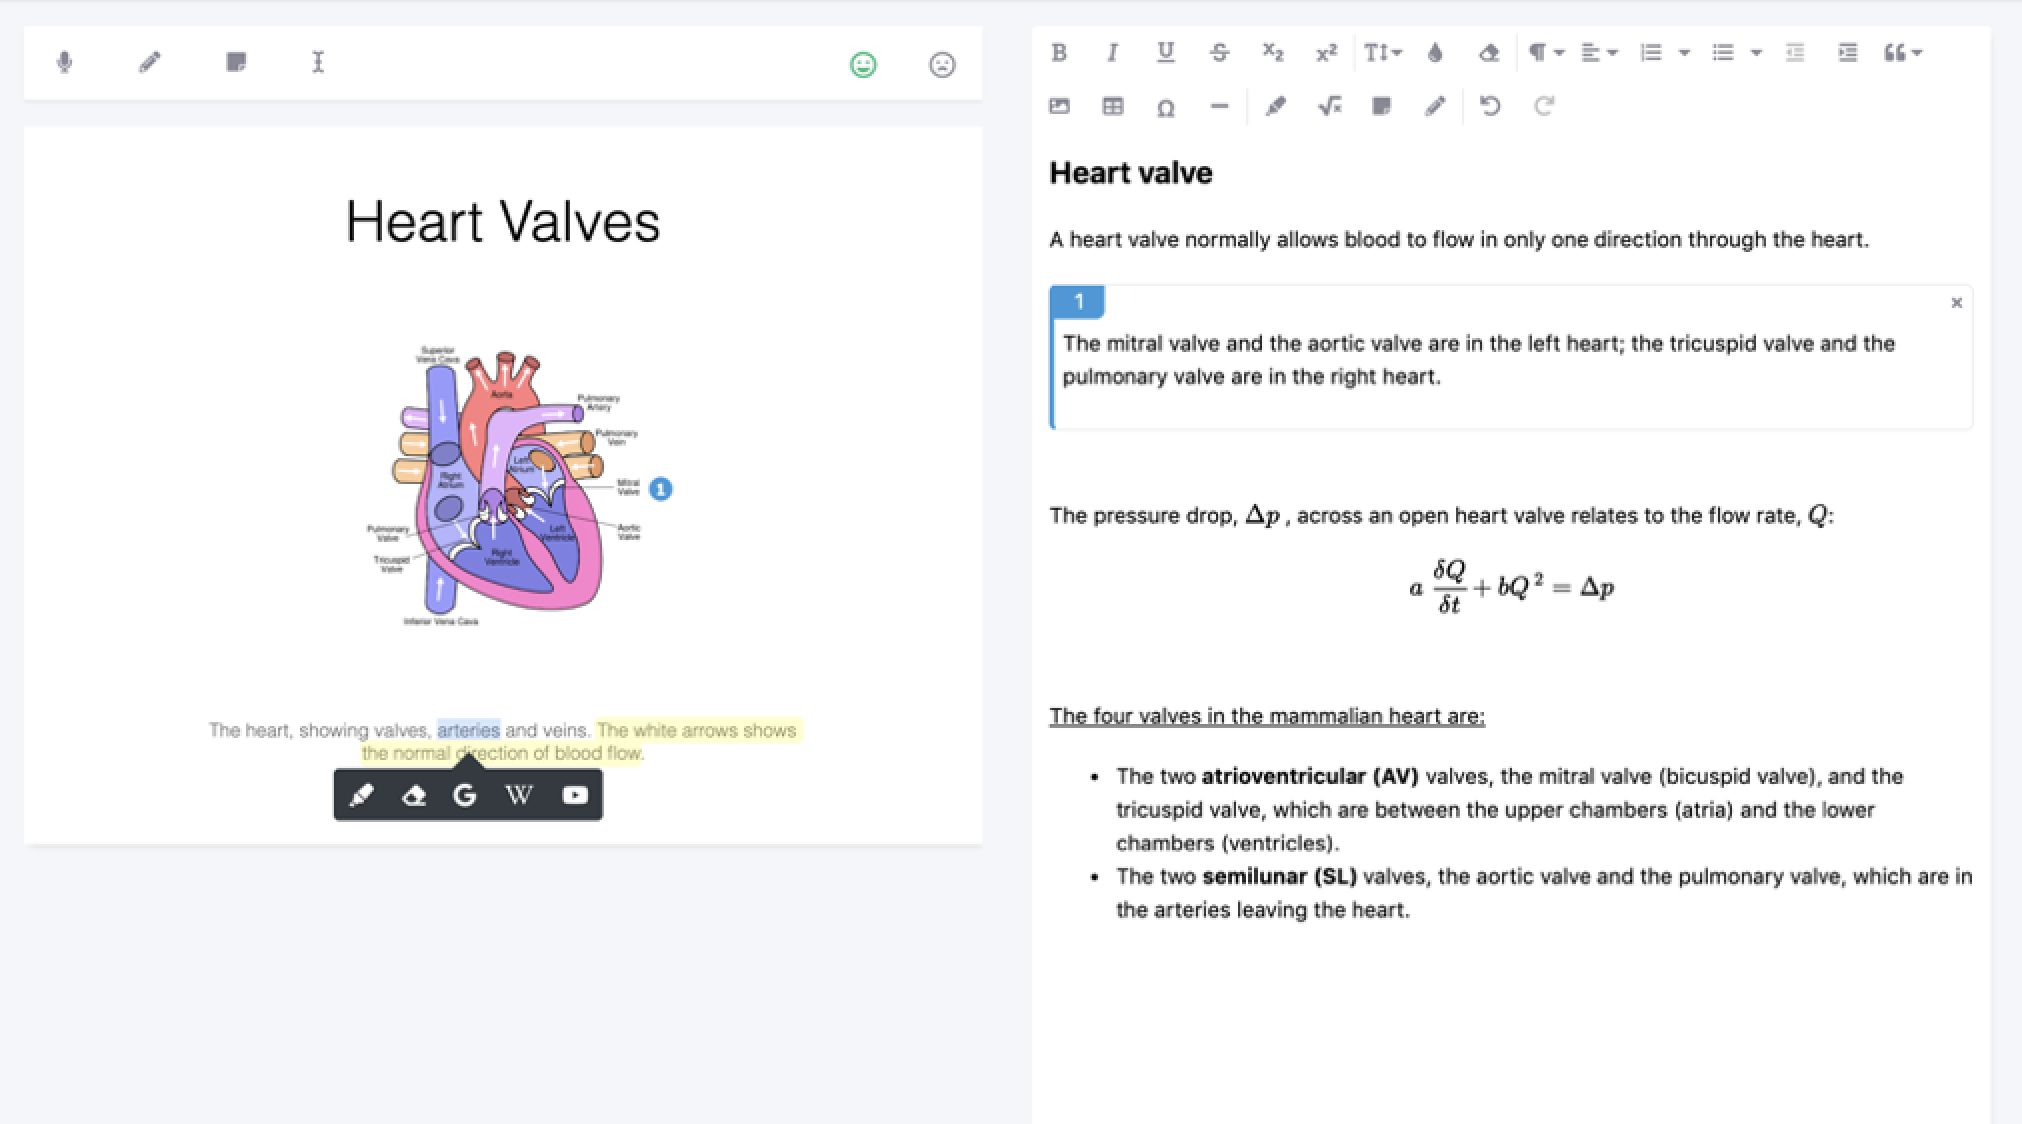 B I U S X₂ x² T
Ω √x
Heart Valves
Superior
Vena Cava
Aorta
Pulmonary
Artery
Pulmonary
Vein
Left
Atrium
Right
Atrium
Mitral
Valve
1
Pulmonary
Valve
Aortic
Valve
Left
Ventricle
Right
Ventricle
Tricuspid
Valve
Inferior Vena Cava
The heart, showing valves, arteries and veins. The white arrows shows
the normal direction of blood flow.
G W
Heart valve
A heart valve normally allows blood to flow in only one direction through the heart.
1
×
The mitral valve and the aortic valve are in the left heart; the tricuspid valve and the
pulmonary valve are in the right heart.
The pressure drop, Δp , across an open heart valve relates to the flow rate, Q:
a δQ/δt + bQ² = Δp
The four valves in the mammalian heart are:
• The two atrioventricular (AV) valves, the mitral valve (bicuspid valve), and the
tricuspid valve, which are between the upper chambers (atria) and the lower
chambers (ventricles).
• The two semilunar (SL) valves, the aortic valve and the pulmonary valve, which are in
the arteries leaving the heart.